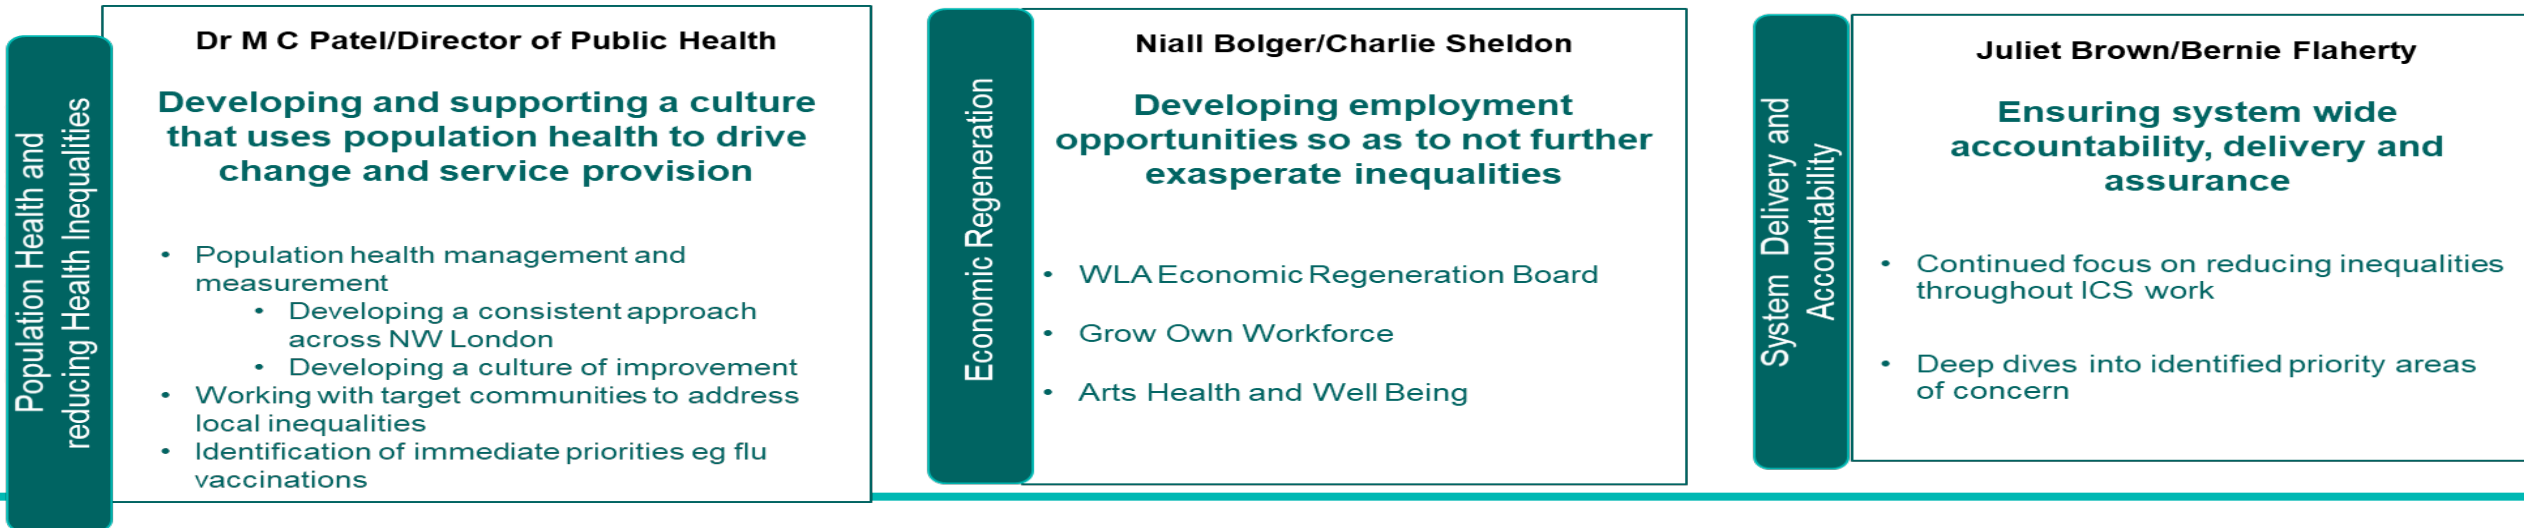 Population Health and
reducing Health Inequalities
Dr M C Patel/Director of Public Health
Developing and supporting a culture
that uses population health to drive
change and service provision
• Population health management and
measurement
• Developing a consistent approach
across NW London
• Developing a culture of improvement
• Working with target communities to address
local inequalities
• Identification of immediate priorities eg flu
vaccinations
Economic Regeneration
Niall Bolger/Charlie Sheldon
Developing employment
opportunities so as to not further
exasperate inequalities
• WLA Economic Regeneration Board
• Grow Own Workforce
• Arts Health and Well Being
System Delivery and
Accountability
Juliet Brown/Bernie Flaherty
Ensuring system wide
accountability, delivery and
assurance
• Continued focus on reducing inequalities
throughout ICS work
• Deep dives into identified priority areas
of concern